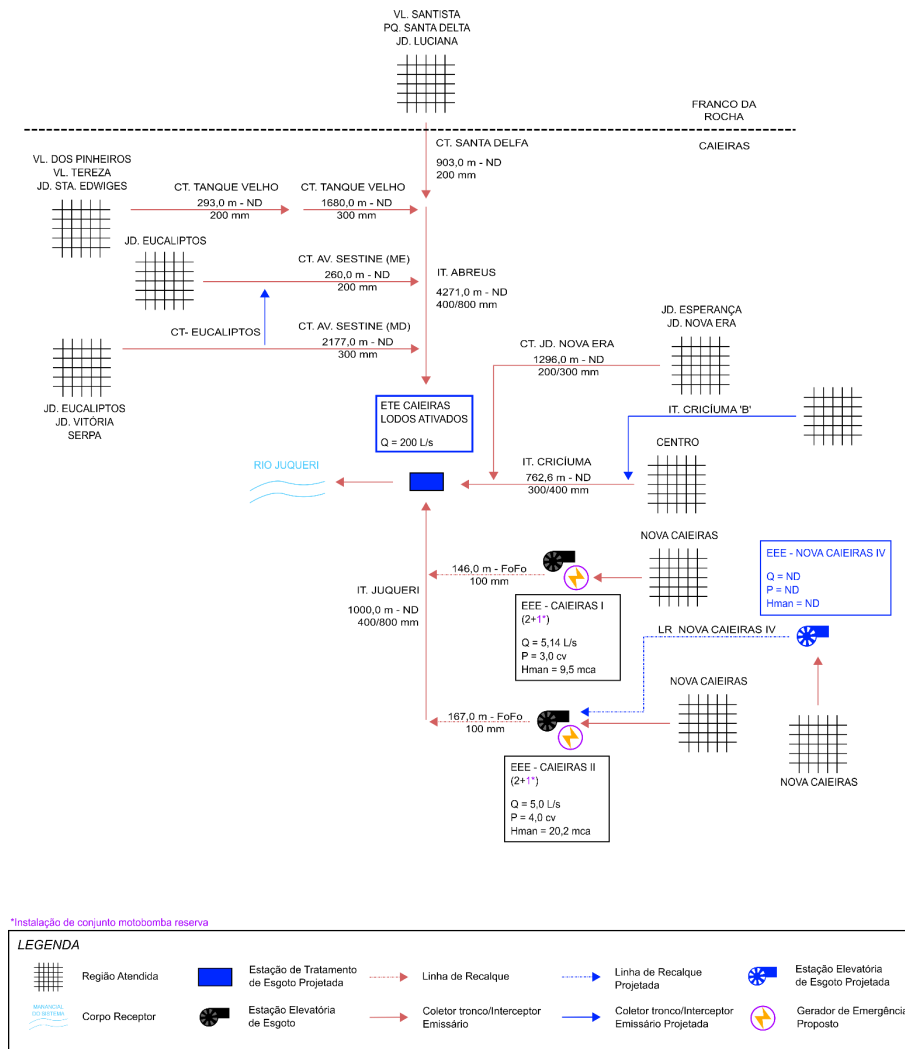 VL. SANTISTA
PQ. SANTA DELTA
JD. LUCIANA
FRANCO DA
ROCHA
CAIEIRAS
CT. SANTA DELFA
903,0 m - ND
200 mm
VL. DOS PINHEIROS
VL. TEREZA
JD. STA. EDWIGES
CT. TANQUE VELHO
293,0 m - ND
200 mm
CT. TANQUE VELHO
1680,0 m - ND
300 mm
JD. EUCALIPTOS
CT. AV. SESTINE (ME)
260,0 m - ND
200 mm
IT. ABREUS
4271,0 m - ND
400/800 mm
CT- EUCALIPTOS
CT. AV. SESTINE (MD)
2177,0 m - ND
300 mm
JD. EUCALIPTOS
JD. VITÓRIA
SERPA
JD. ESPERANÇA
JD. NOVA ERA
CT. JD. NOVA ERA
1296,0 m - ND
200/300 mm
IT. CRICÍUMA 'B'
ETE CAIEIRAS
LODOS ATIVADOS
Q = 200 L/s
CENTRO
RIO JUQUERI
IT. CRICÍUMA
762,6 m - ND
300/400 mm
NOVA CAIEIRAS
146,0 m - FoFo
100 mm
IT. JUQUERI
1000,0 m - ND
400/800 mm
EEE - CAIEIRAS I
(2+1*)
Q = 5,14 L/s
P = 3,0 cv
Hman = 9,5 mca
EEE - NOVA CAIEIRAS IV
Q = ND
P = ND
Hman = ND
LR NOVA CAIEIRAS IV
NOVA CAIEIRAS
167,0 m - FoFo
100 mm
EEE - CAIEIRAS II
(2+1*)
Q = 5,0 L/s
P = 4,0 cv
Hman = 20,2 mca
NOVA CAIEIRAS
*Instalação de conjunto motobomba reserva
LEGENDA
Região Atendida
Estação de Tratamento
de Esgoto Projetada
Linha de Recalque
Linha de Recalque
Projetada
Estação Elevatória
de Esgoto Projetada
MANANCIAL
DO SISTEMA
Corpo Receptor
Estação Elevatória
de Esgoto
Coletor tronco/Interceptor
Emissário
Coletor tronco/Interceptor
Emissário Projetada
Gerador de Emergência
Proposto